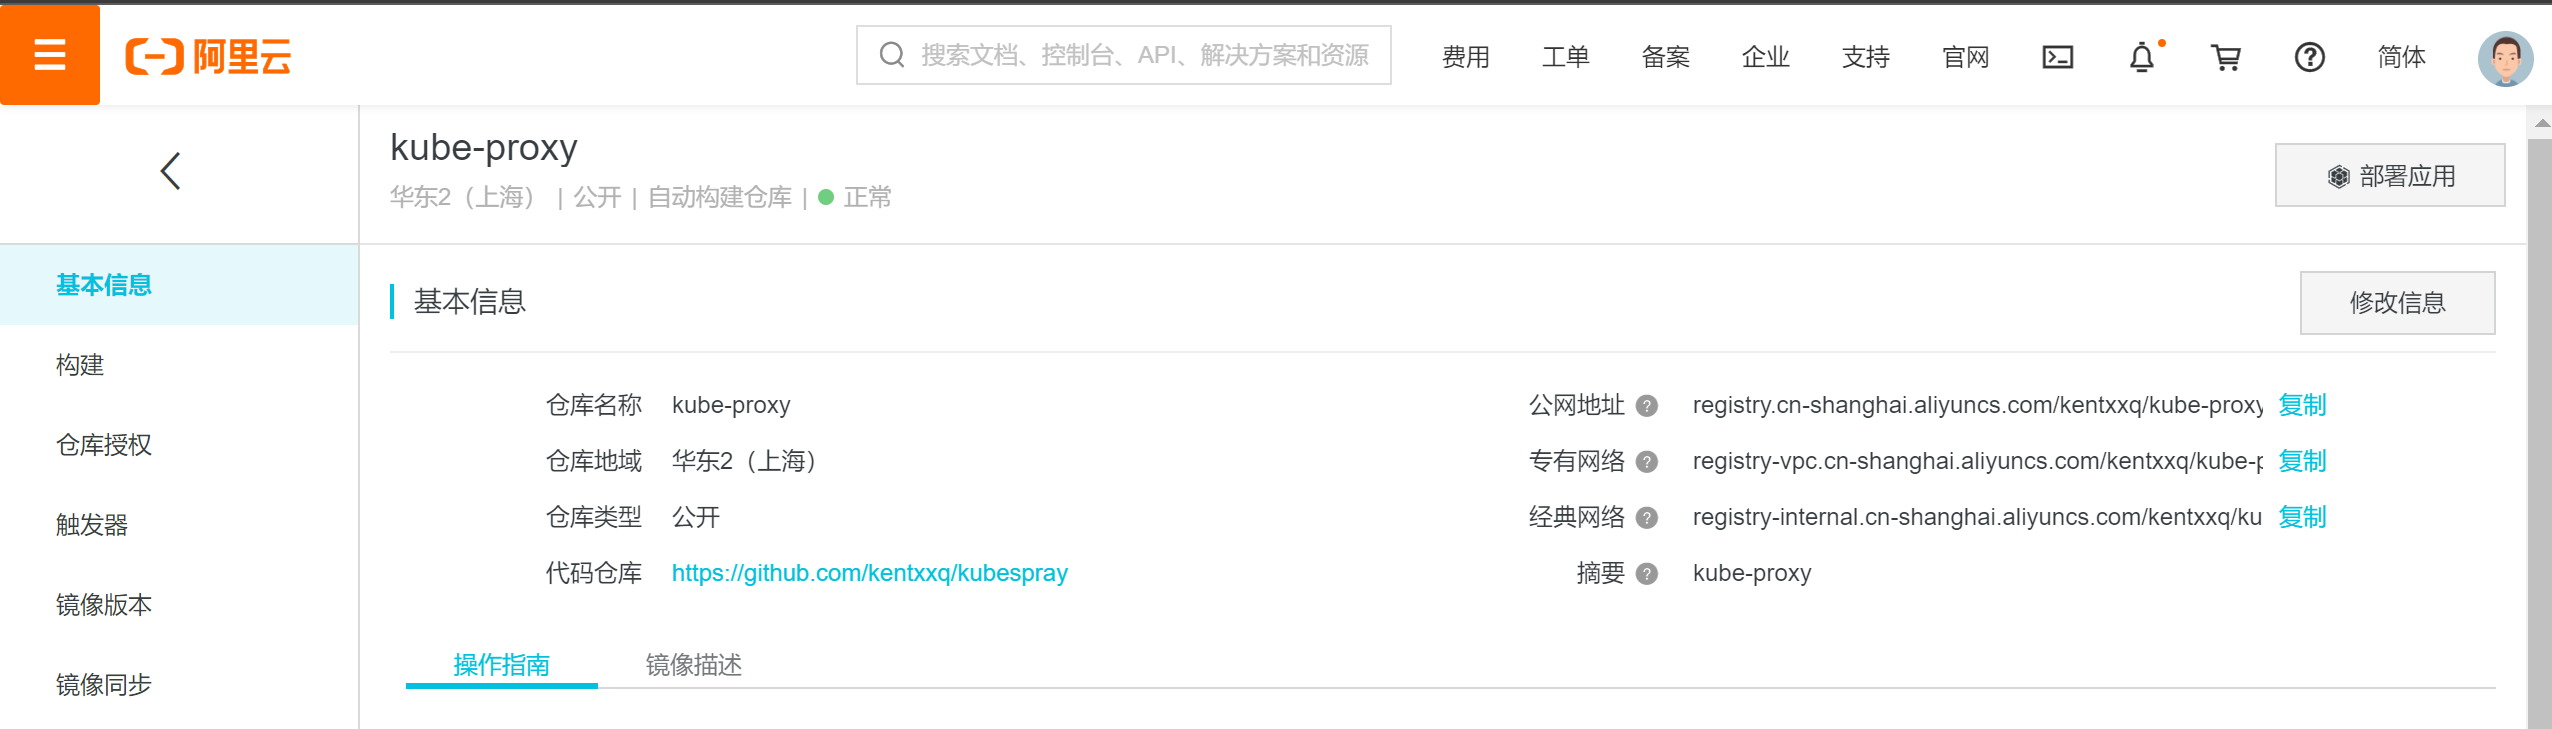 阿里云
搜索文档、控制台、API、解决方案和资源
费用 工单 备案 企业 支持 官网 简体
kube-proxy
华东2（上海） | 公开 | 自动构建仓库 | 正常
部署应用
基本信息
构建
仓库授权
触发器
镜像版本
镜像同步
基本信息
修改信息
仓库名称 kube-proxy
公网地址 registry.cn-shanghai.aliyuncs.com/kentxxq/kube-proxy 复制
仓库地域 华东2（上海）
专有网络 registry-vpc.cn-shanghai.aliyuncs.com/kentxxq/kube-p 复制
仓库类型 公开
经典网络 registry-internal.cn-shanghai.aliyuncs.com/kentxxq/ku 复制
代码仓库 https://github.com/kentxxq/kubespray
摘要 kube-proxy
操作指南 镜像描述